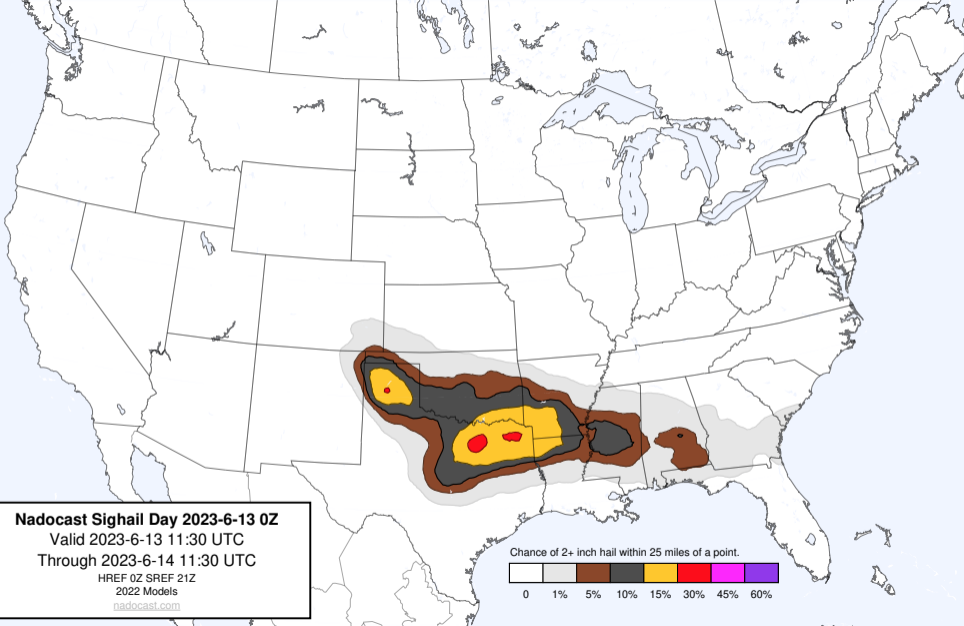 Nadocast Sighail Day 2023-6-13 0Z
Valid 2023-6-13 11:30 UTC
Through 2023-6-14 11:30 UTC
HREF 0Z SREF 21Z
2022 Models
nadocast.com
Chance of 2+ inch hail within 25 miles of a point.
0 1% 5% 10% 15% 30% 45% 60%